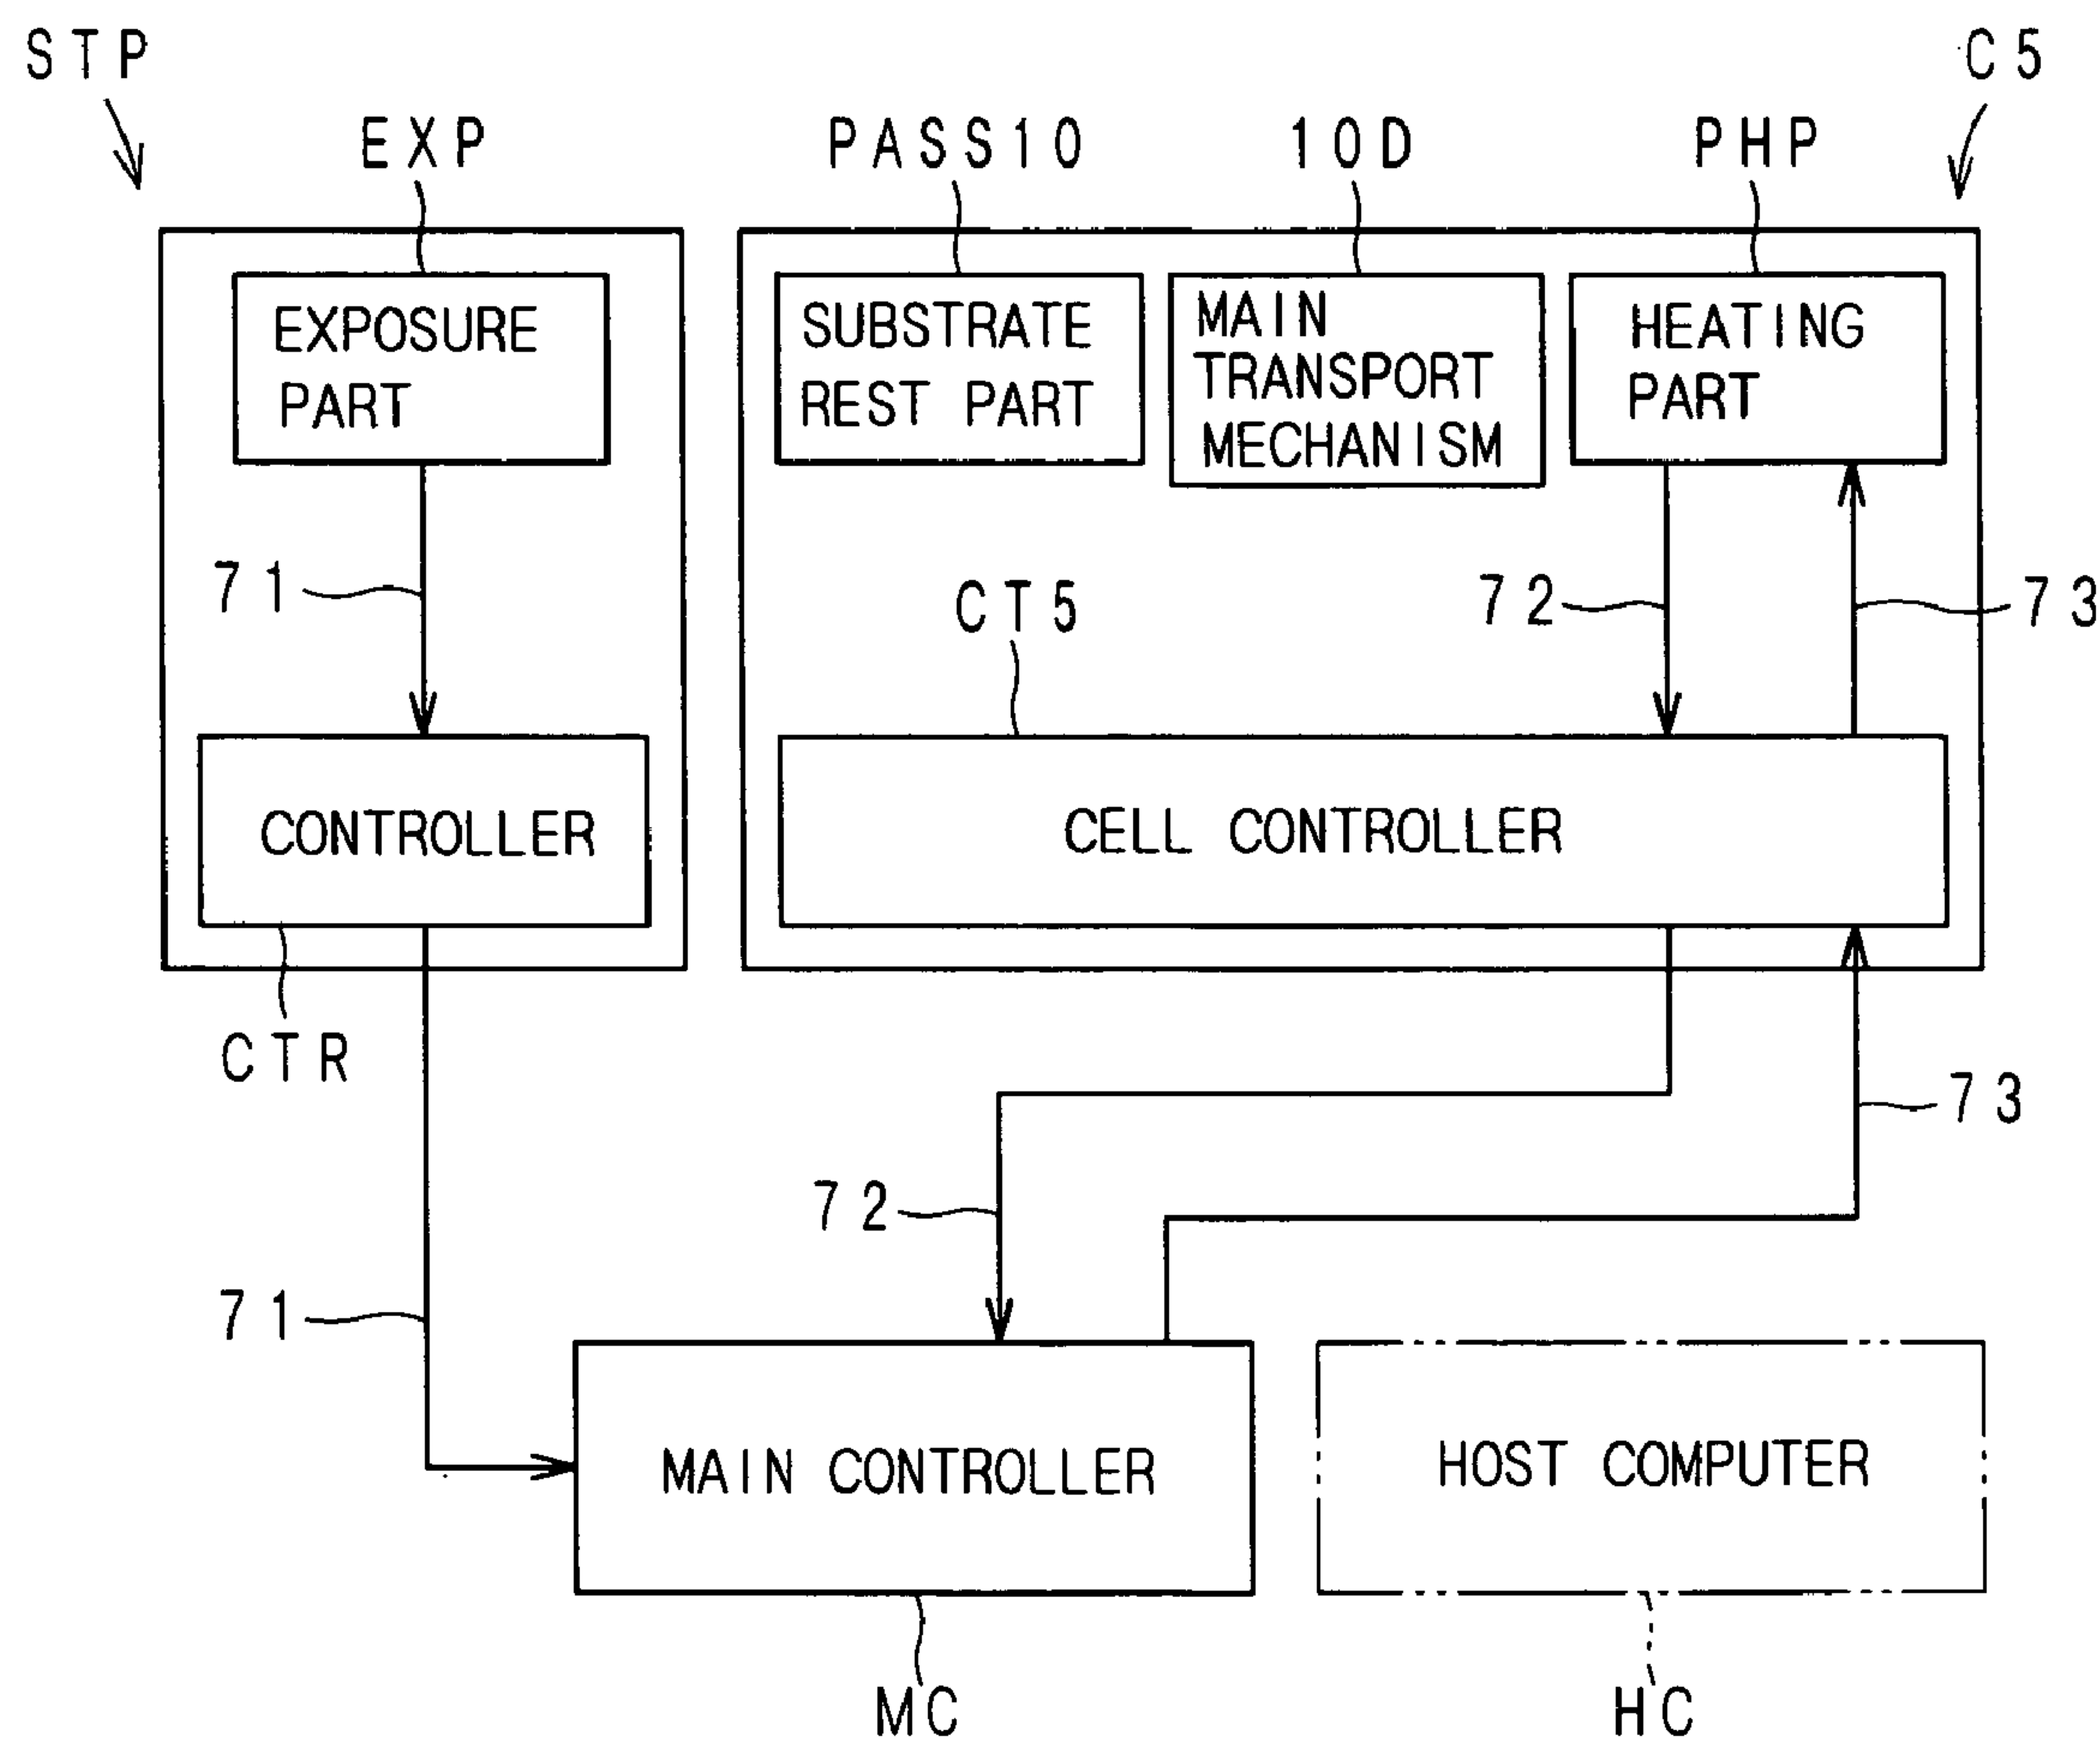 STP
C5
EXP
PASS10
10D
PHP
EXPOSURE
PART
SUBSTRATE
REST PART
MAIN
TRANSPORT
MECHANISM
HEATING
PART
71
CT5
72
73
CONTROLLER
CELL CONTROLLER
CTR
73
72
71
MAIN CONTROLLER
HOST COMPUTER
MC
HC